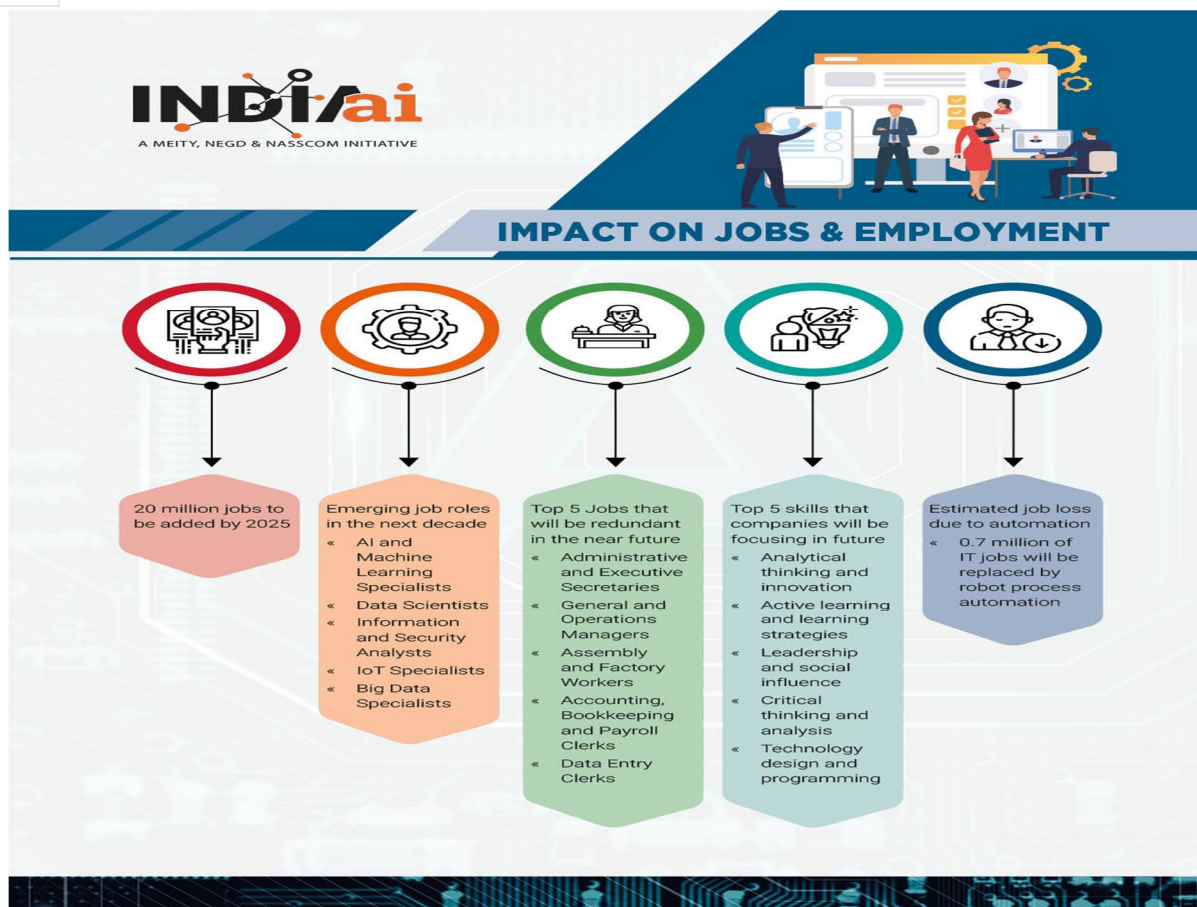 INDIAai
A MEITY, NEGD & NASSCOM INITIATIVE
IMPACT ON JOBS & EMPLOYMENT
20 million jobs to
be added by 2025
Emerging job roles
in the next decade
« AI and
Machine
Learning
Specialists
« Data Scientists
« Information
and Security
Analysts
« IoT Specialists
« Big Data
Specialists
Top 5 Jobs that
will be redundant
in the near future
« Administrative
and Executive
Secretaries
« General and
Operations
Managers
« Assembly
and Factory
Workers
« Accounting,
Bookkeeping
and Payroll
Clerks
« Data Entry
Clerks
Top 5 skills that
companies will be
focusing in future
« Analytical
thinking and
innovation
« Active learning
and learning
strategies
« Leadership
and social
influence
« Critical
thinking and
analysis
« Technology
design and
programming
Estimated job loss
due to automation
« 0.7 million of
IT jobs will be
replaced by
robot process
automation